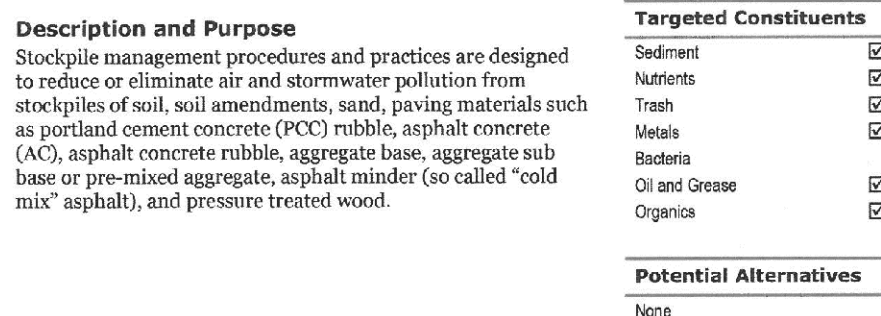 Description and Purpose
Stockpile management procedures and practices are designed
to reduce or eliminate air and stormwater pollution from
stockpiles of soil, soil amendments, sand, paving materials such
as portland cement concrete (PCC) rubble, asphalt concrete
(AC), asphalt concrete rubble, aggregate base, aggregate sub
base or pre-mixed aggregate, asphalt minder (so called “cold
mix” asphalt), and pressure treated wood.
Targeted Constituents
Sediment ☑
Nutrients ☑
Trash ☑
Metals ☑
Bacteria
Oil and Grease ☑
Organics ☑
Potential Alternatives
None